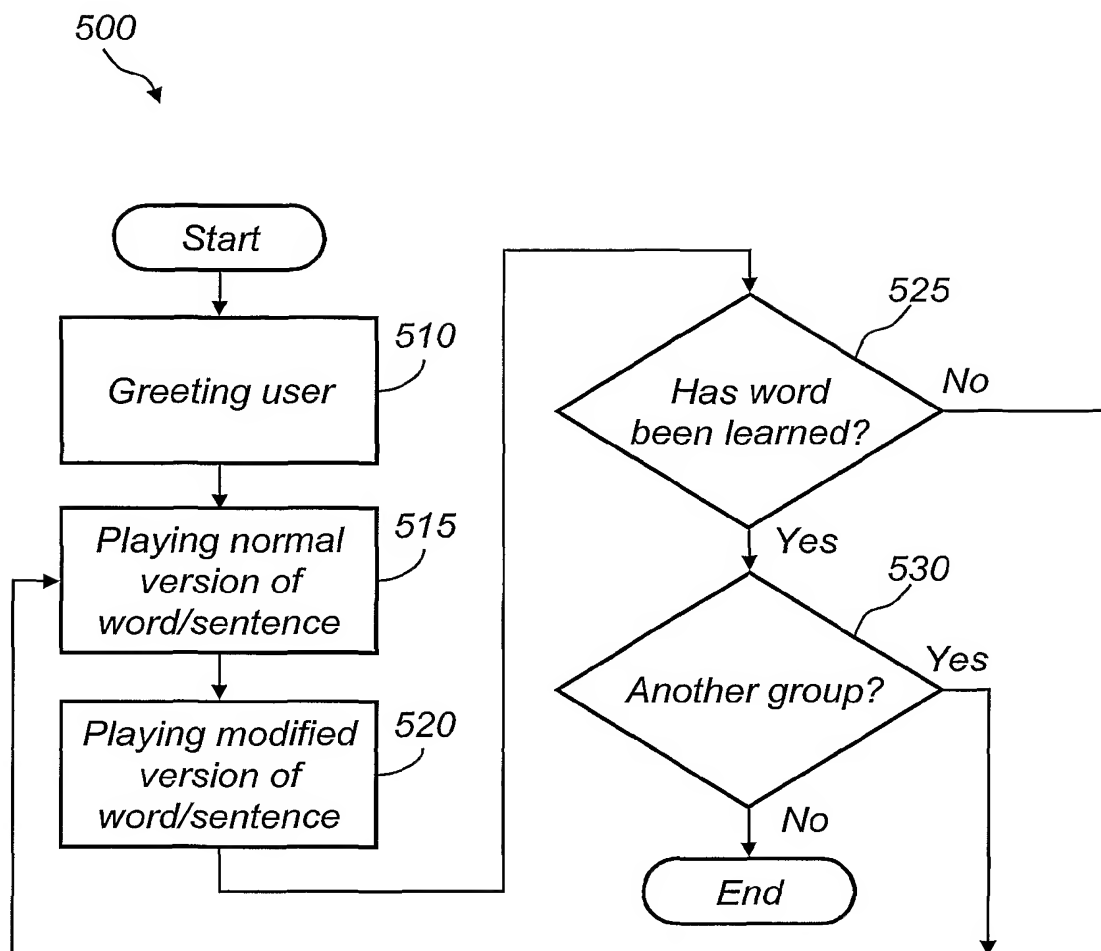 500
Start
510
Greeting user
515
Playing normal
version of
word/sentence
520
Playing modified
version of
word/sentence
525
Has word
been learned?
No
Yes
530
Another group?
Yes
No
End